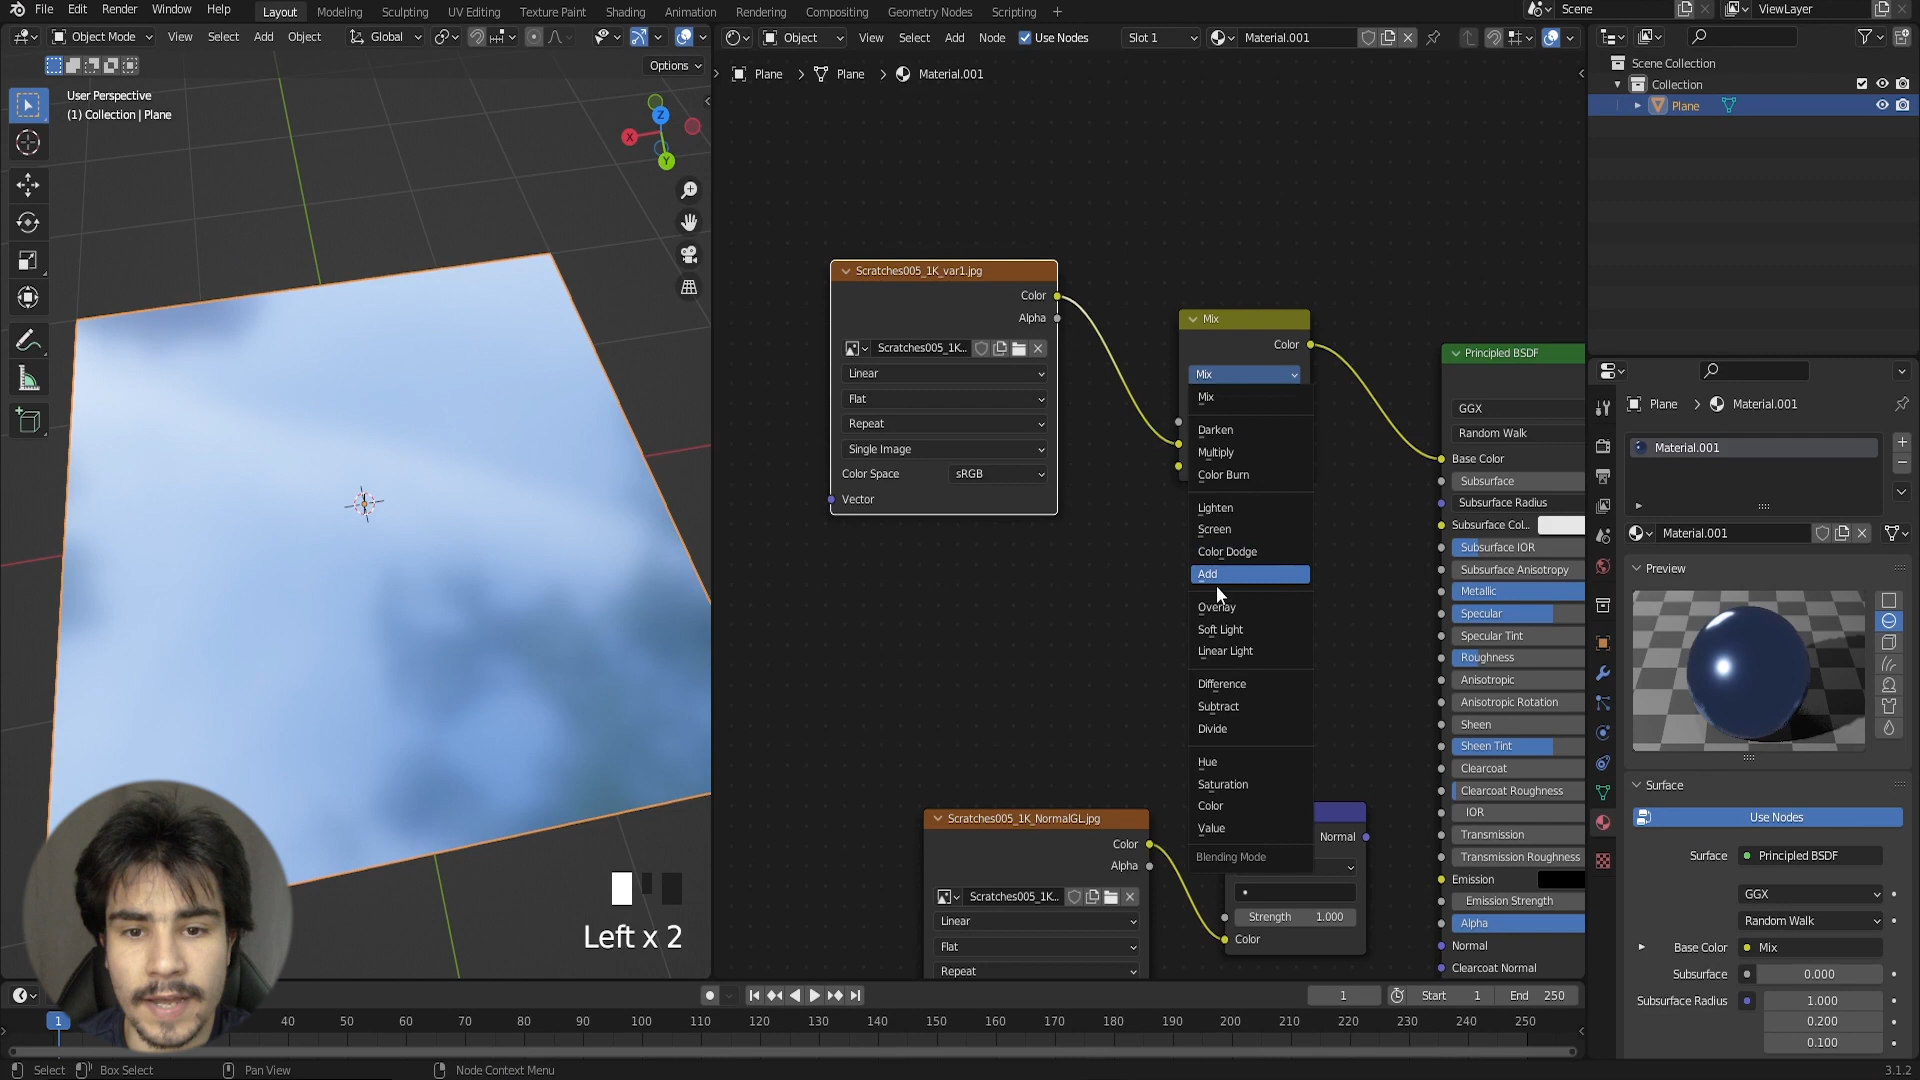 File Edit Render Window Help Layout Modeling Sculpting UV Editing Texture Paint Shading Animation Rendering Compositing Geometry Nodes Scripting + Scene ViewLayer
Object Mode View Select Add Object Global
Options
User Perspective
(1) Collection | Plane
X
Z
Y
Left x 2
Object View Select Add Node Use Nodes Slot 1 Material.001
Plane > Plane > Material.001
Scratches005_1K_var1.jpg
Color
Alpha
Scratches005_1K...
Linear
Flat
Repeat
Single Image
Color Space sRGB
Vector
Mix
Color
Mix
Mix
Darken
Multiply
Color Burn
Lighten
Screen
Color Dodge
Add
Overlay
Soft Light
Linear Light
Difference
Subtract
Divide
Hue
Saturation
Color
Value
Blending Mode
Scratches005_1K_NormalGL.jpg
Color
Alpha
Scratches005_1K...
Linear
Flat
Repeat
Normal
Strength 1.000
Color
Principled BSDF
GGX
Random Walk
Base Color
Subsurface
Subsurface Radius
Subsurface Col...
Subsurface IOR
Subsurface Anisotropy
Metallic
Specular
Specular Tint
Roughness
Anisotropic
Anisotropic Rotation
Sheen
Sheen Tint
Clearcoat
Clearcoat Roughness
IOR
Transmission
Transmission Roughness
Emission
Emission Strength
Alpha
Normal
Clearcoat Normal
Scene Collection
Collection
Plane
Plane > Material.001
Material.001
Material.001
Preview
Surface
Use Nodes
Surface Principled BSDF
GGX
Random Walk
Base Color Mix
Subsurface 0.000
Subsurface Radius 1.000
0.200
0.100
1 Start 1 End 250
1 40 50 60 70 80 90 100 110 120 130 140 150 160 170 180 190 200 210 220 230 240 250
Select Box Select Pan View Node Context Menu 3.1.2